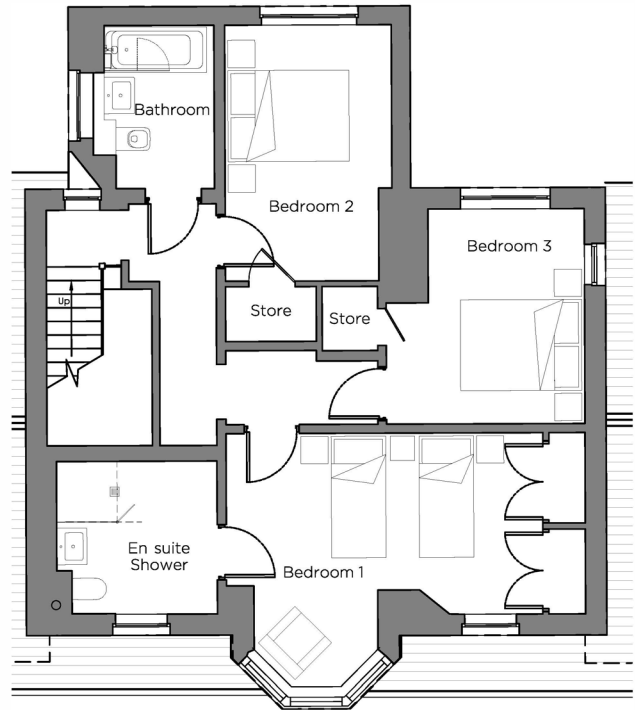 Bathroom
Bedroom 2
Bedroom 3
Up
Store
Store
En suite
Shower
Bedroom 1